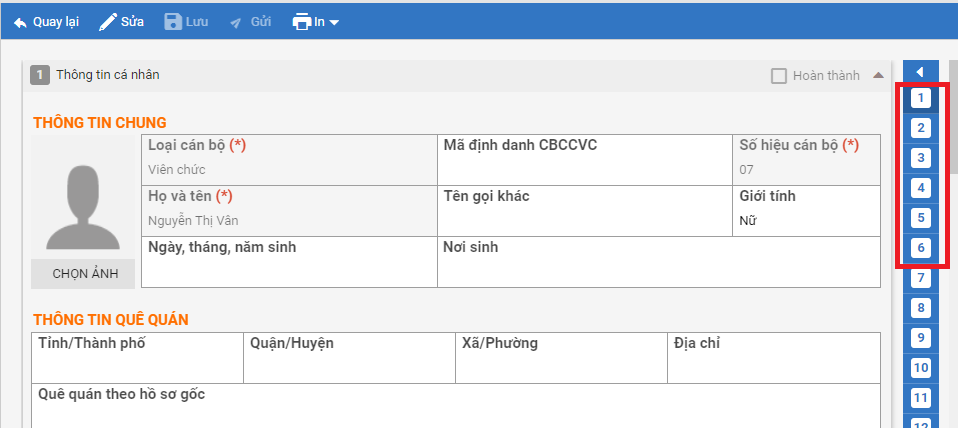 Quay lại Sửa Lưu Gửi In
1 Thông tin cá nhân Hoàn thành
THÔNG TIN CHUNG
Loại cán bộ (*) Mã định danh CBCCVC Số hiệu cán bộ (*)
Viên chức 07
Họ và tên (*) Tên gọi khác Giới tính
Nguyễn Thị Vân Nữ
Ngày, tháng, năm sinh Nơi sinh
CHỌN ẢNH
THÔNG TIN QUÊ QUÁN
Tỉnh/Thành phố Quận/Huyện Xã/Phường Địa chỉ
Quê quán theo hồ sơ gốc
1
2
3
4
5
6
7
8
9
10
11
12